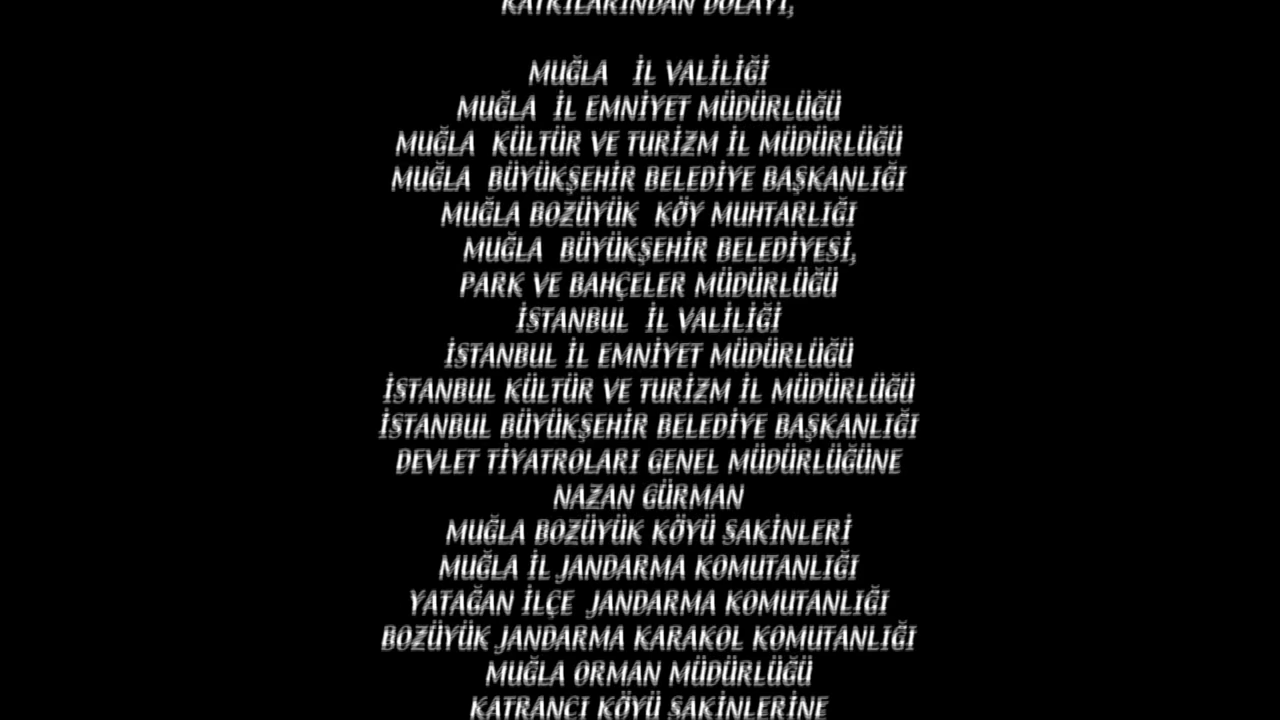 KATKILARINDAN DOLAYI,
MUĞLA İL VALİLİĞİ
MUĞLA İL EMNİYET MÜDÜRLÜĞÜ
MUĞLA KÜLTÜR VE TURİZM İL MÜDÜRLÜĞÜ
MUĞLA BÜYÜKŞEHİR BELEDİYE BAŞKANLIĞI
MUĞLA BOZÜYÜK KÖY MUHTARLIĞI
MUĞLA BÜYÜKŞEHİR BELEDİYESİ,
PARK VE BAHÇELER MÜDÜRLÜĞÜ
İSTANBUL İL VALİLİĞİ
İSTANBUL İL EMNİYET MÜDÜRLÜĞÜ
İSTANBUL KÜLTÜR VE TURİZM İL MÜDÜRLÜĞÜ
İSTANBUL BÜYÜKŞEHİR BELEDİYE BAŞKANLIĞI
DEVLET TİYATROLARI GENEL MÜDÜRLÜĞÜNE
NAZAN GÜRMAN
MUĞLA BOZÜYÜK KÖYÜ SAKİNLERİ
MUĞLA İL JANDARMA KOMUTANLIĞI
YATAĞAN İLÇE JANDARMA KOMUTANLIĞI
BOZÜYÜK JANDARMA KARAKOL KOMUTANLIĞI
MUĞLA ORMAN MÜDÜRLÜĞÜ
KATRANCI KÖYÜ SAKİNLERİNE